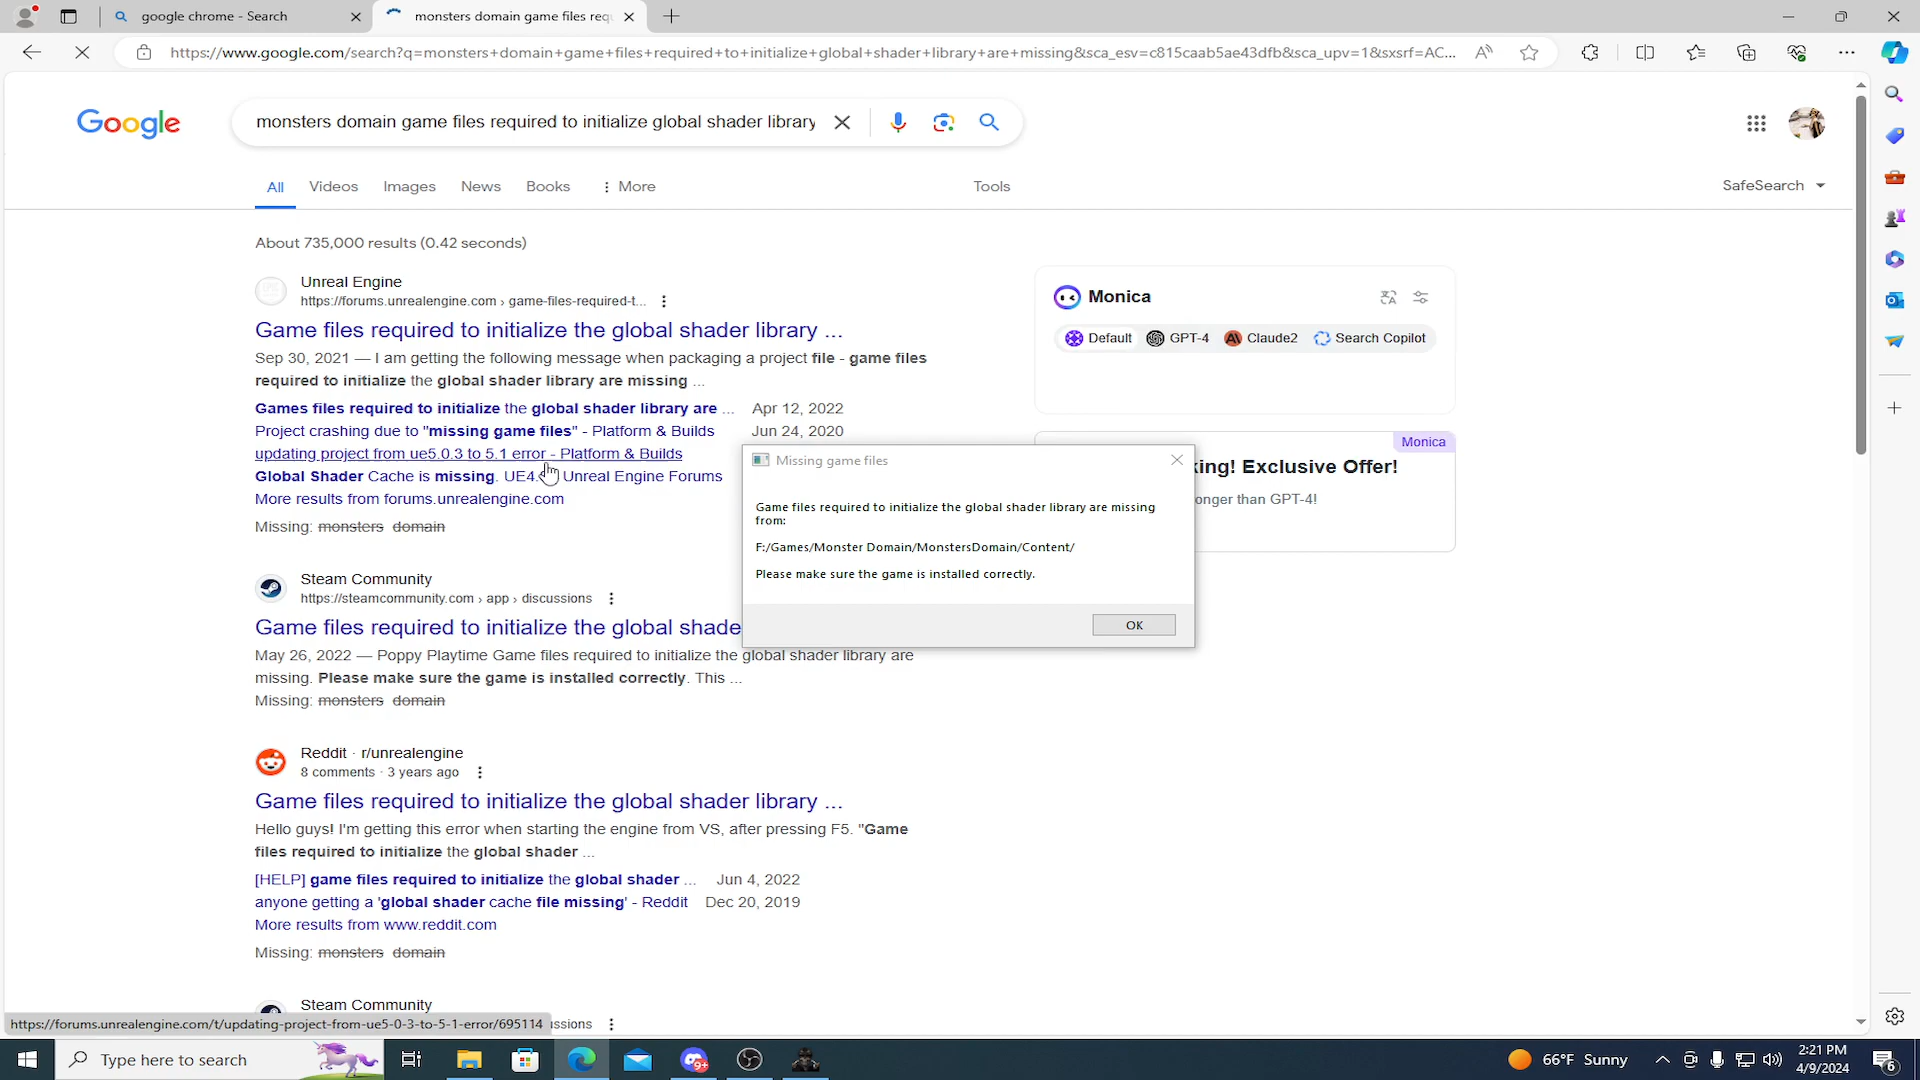 google chrome - Search
monsters domain game files req
https://www.google.com/search?q=monsters+domain+game+files+required+to+initialize+global+shader+library+are+missing&sca_esv=c815caab5ae43dfb&sca_upv=1&sxsrf=AC...
Google
monsters domain game files required to initialize global shader library
All
Videos
Images
News
Books
More
Tools
SafeSearch
About 735,000 results (0.42 seconds)
Unreal Engine
https://forums.unrealengine.com › game-files-required-t...
Game files required to initialize the global shader library ...
Sep 30, 2021 — I am getting the following message when packaging a project file - game files
required to initialize the global shader library are missing ...
Games files required to initialize the global shader library are ... Apr 12, 2022
Project crashing due to "missing game files" - Platform & Builds Jun 24, 2020
updating project from ue5.0.3 to 5.1 error - Platform & Builds
Global Shader Cache is missing. UE4. Unreal Engine Forums
More results from forums.unrealengine.com
Missing: monsters domain
Monica
Default
GPT-4
Claude2
Search Copilot
Monica
king! Exclusive Offer!
onger than GPT-4!
Missing game files
Game files required to initialize the global shader library are missing
from:
F:/Games/Monster Domain/MonstersDomain/Content/
Please make sure the game is installed correctly.
OK
Steam Community
https://steamcommunity.com › app › discussions
Game files required to initialize the global shade
May 26, 2022 — Poppy Playtime Game files required to initialize the global shader library are
missing. Please make sure the game is installed correctly. This ...
Missing: monsters domain
Reddit · r/unrealengine
8 comments · 3 years ago
Game files required to initialize the global shader library ...
Hello guys! I'm getting this error when starting the engine from VS, after pressing F5. "Game
files required to initialize the global shader ...
[HELP] game files required to initialize the global shader ... Jun 4, 2022
anyone getting a 'global shader cache file missing' - Reddit Dec 20, 2019
More results from www.reddit.com
Missing: monsters domain
Steam Community
https://forums.unrealengine.com/t/updating-project-from-ue5-0-3-to-5-1-error/695114
ssions
Type here to search
9+
66°F Sunny
2:21 PM
4/9/2024
6